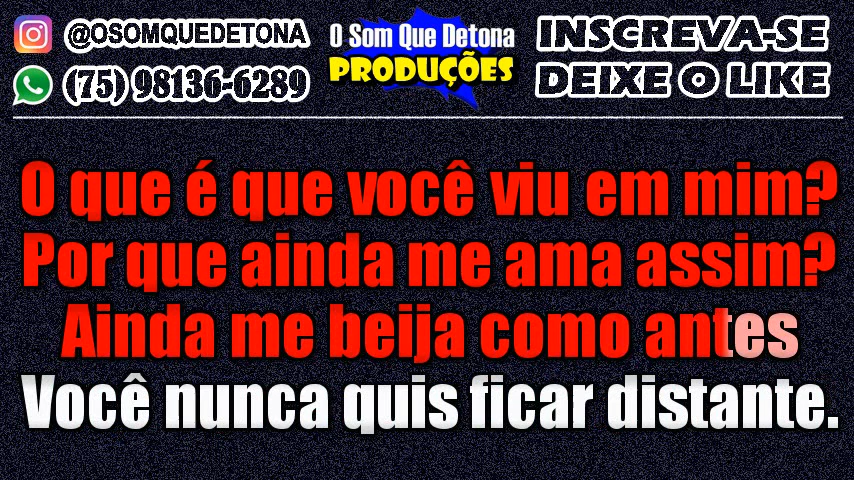 @OSOMQUEDETONA
(75) 98136-6289
O Som Que Detona
PRODUÇÕES
INSCREVA-SE
DEIXE O LIKE
O que é que você viu em mim?
Por que ainda me ama assim?
Ainda me beija como antes
Você nunca quis ficar distante.